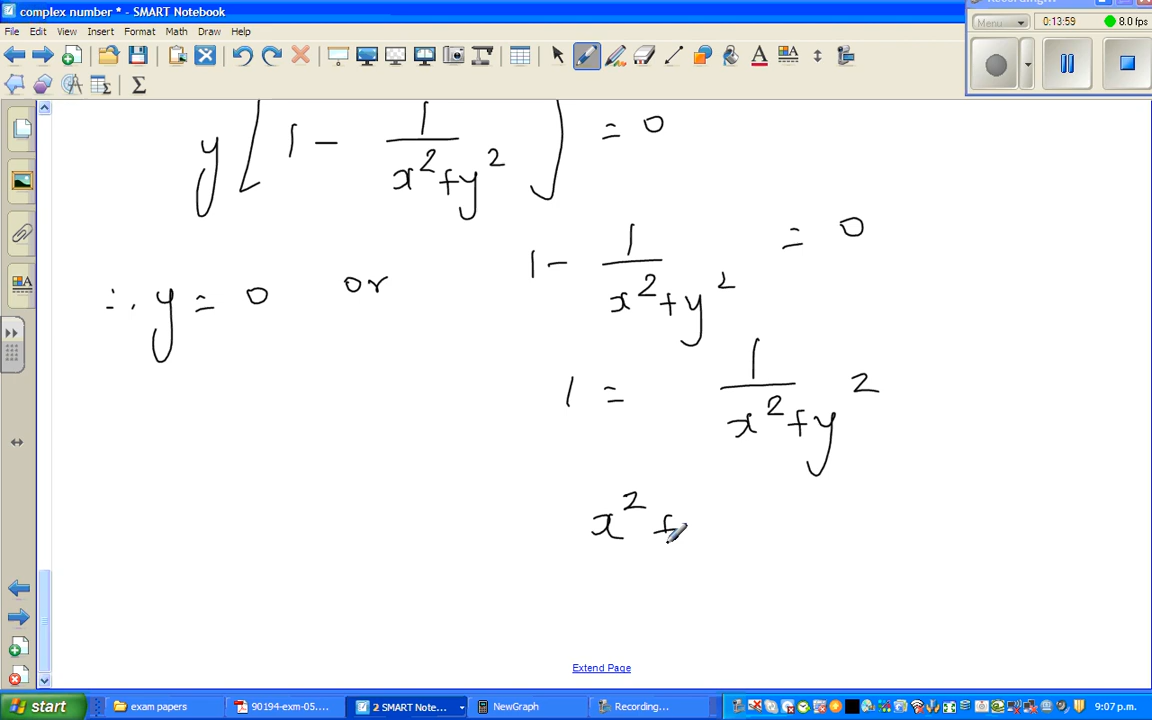 complex number * - SMART Notebook
File Edit View Insert Format Math Draw Help
Recording...
Menu 0:13:59 8.0 fps
y[1 - 1/(x²+y²)] = 0
∴ y = 0 or 1 - 1/(x²+y²) = 0
1 = 1/(x²+y²)
x² +
Extend Page
start exam papers 90194-exm-05.... 2 SMART Note... NewGraph Recording... 9:07 p.m.